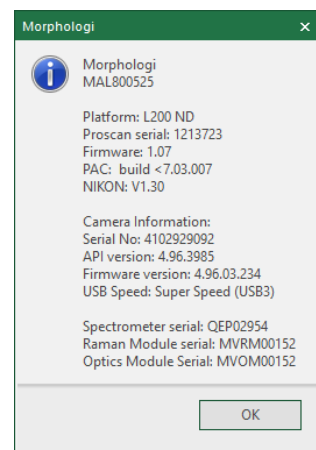 Morphologi
Morphologi
MAL800525
Platform: L200 ND
Proscan serial: 1213723
Firmware: 1.07
PAC:  build <7.03.007
NIKON: V1.30
Camera Information:
Serial No: 4102929092
API version: 4.96.3985
Firmware version: 4.96.03.234
USB Speed: Super Speed (USB3)
Spectrometer serial: QEP02954
Raman Module serial: MVRM00152
Optics Module Serial: MVOM00152
OK